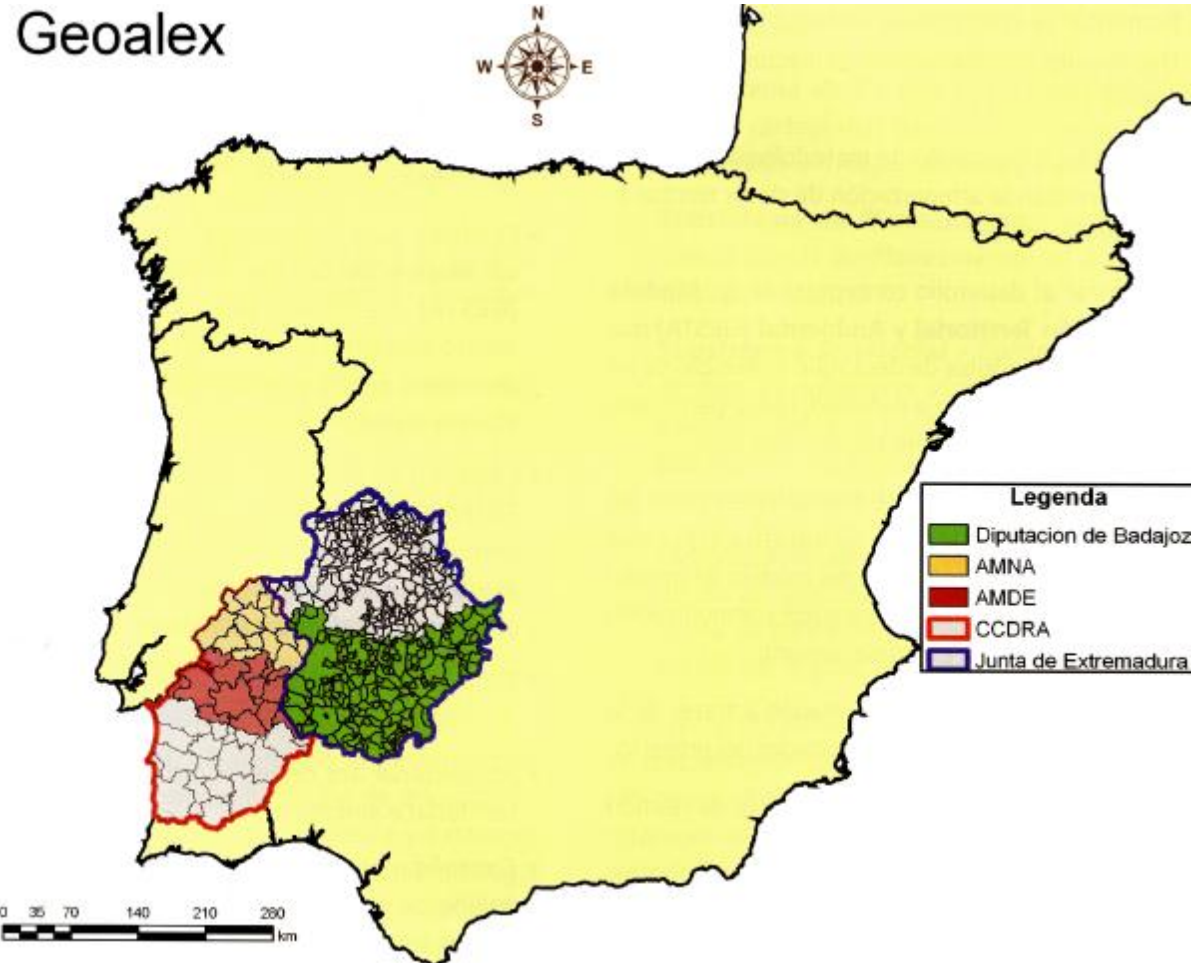 Geoalex
N
W E
S
Legenda
Diputacion de Badajoz
AMNA
AMDE
CCDRA
Junta de Extremadura
0 35 70 140 210 280
km